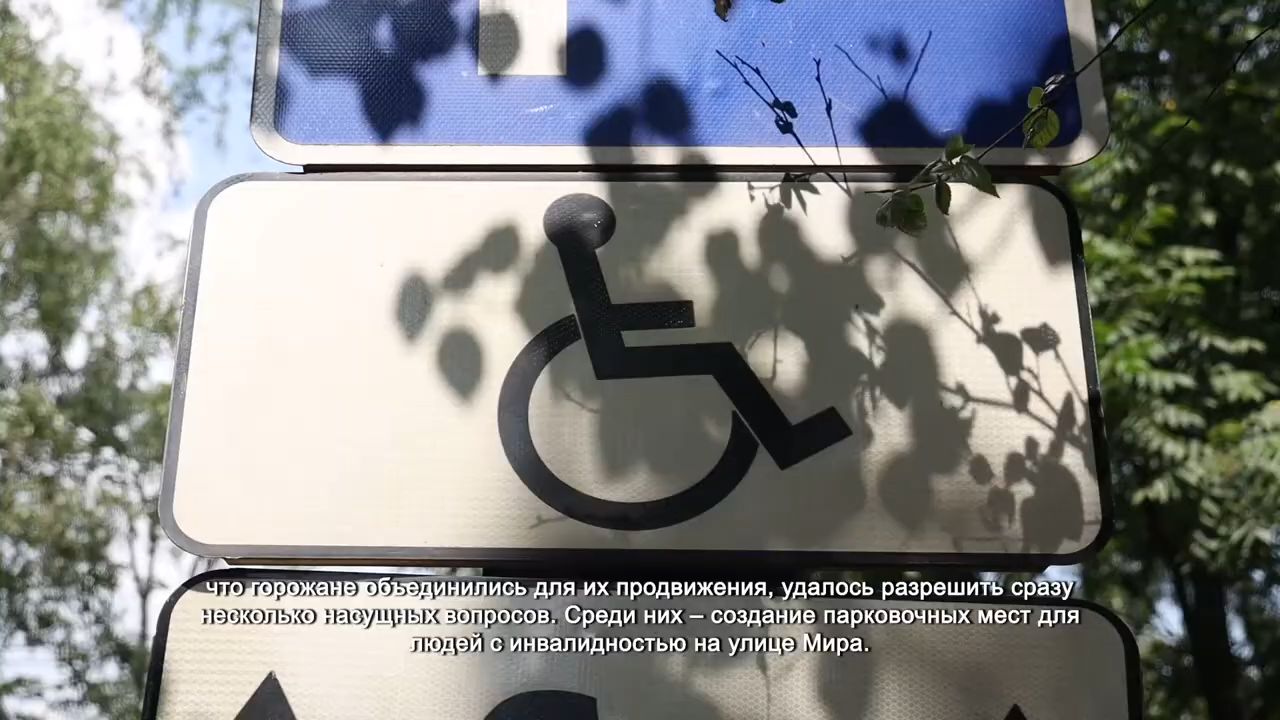 что горожане объединились для их продвижения, удалось разрешить сразу
несколько насущных вопросов. Среди них – создание парковочных мест для
людей с инвалидностью на улице Мира.